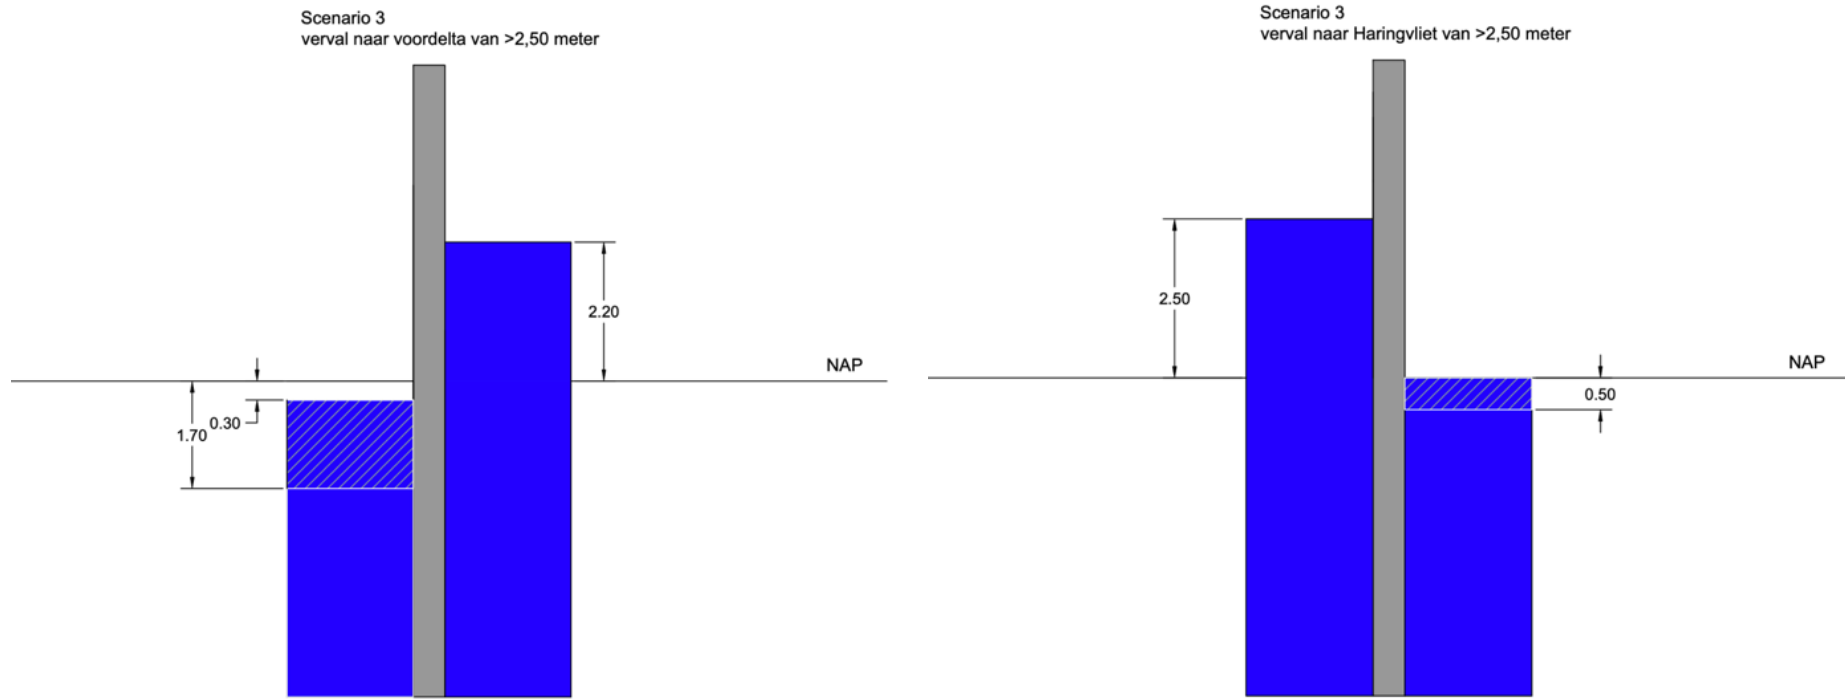 Scenario 3
verval naar voordelta van >2,50 meter
2.20
NAP
1.70
0.30
Scenario 3
verval naar Haringvliet van >2,50 meter
2.50
NAP
0.50